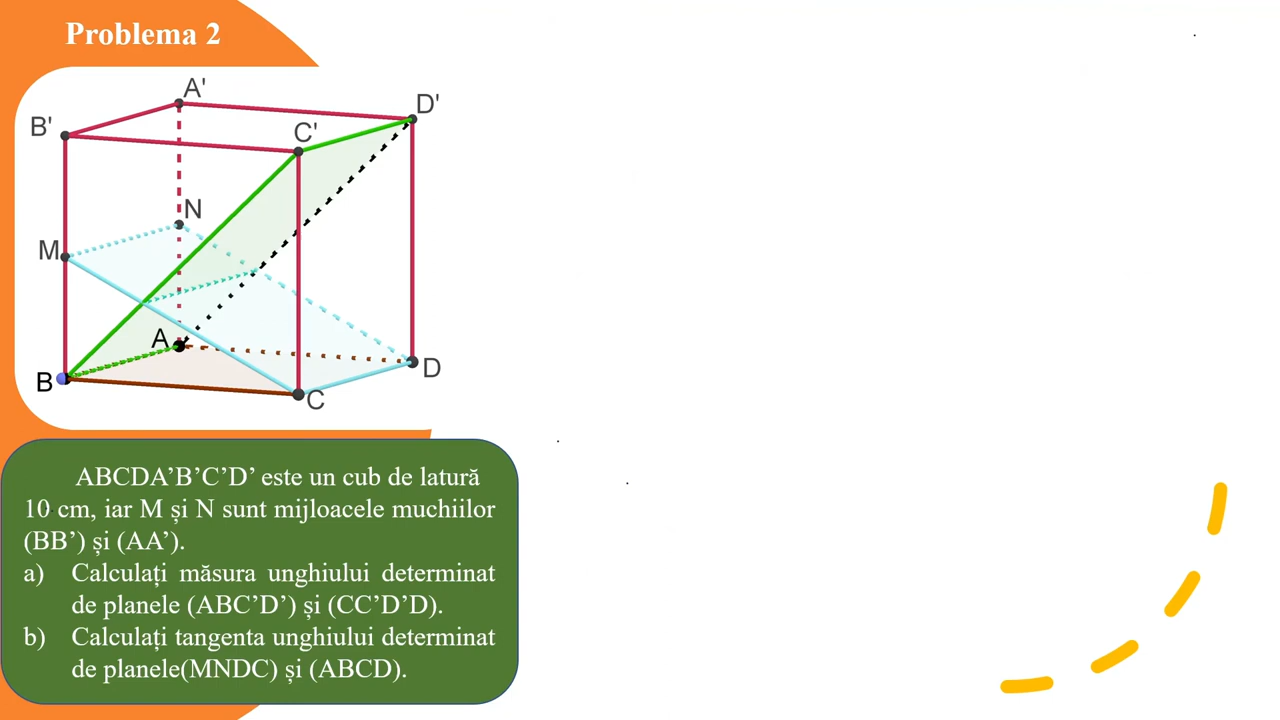 Problema 2
A'
D'
B'
C'
N
M
A
B
D
C
ABCDA’B’C’D’ este un cub de latură
10 cm, iar M și N sunt mijloacele muchiilor
(BB’) și (AA’).
a) Calculați măsura unghiului determinat
de planele (ABC’D’) și (CC’D’D).
b) Calculați tangenta unghiului determinat
de planele(MNDC) și (ABCD).